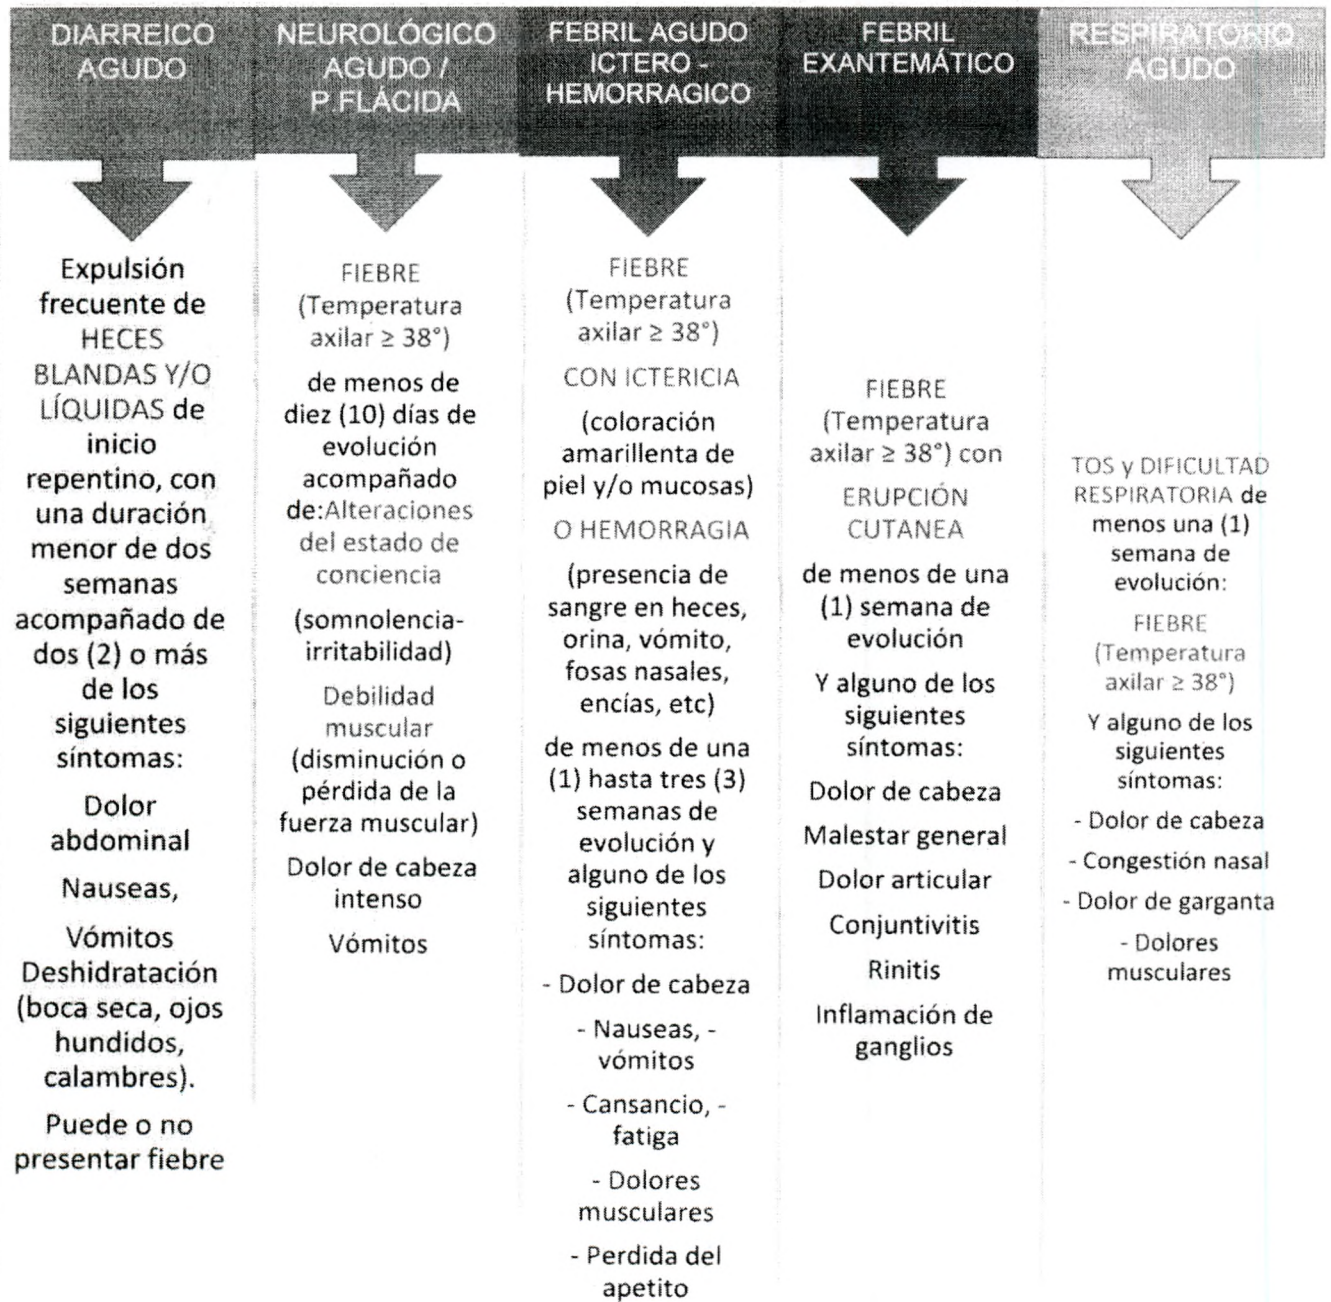 DIARREICO
AGUDO
Expulsión
frecuente de
HECES
BLANDAS Y/O
LÍQUIDAS de
inicio
repentino, con
una duración
menor de dos
semanas
acompañado de
dos (2) o más
de los
siguientes
síntomas:
Dolor
abdominal
Nauseas,
Vómitos
Deshidratación
(boca seca, ojos
hundidos,
calambres).
Puede o no
presentar fiebre
NEUROLÓGICO
AGUDO /
P FLÁCIDA
FIEBRE
(Temperatura
axilar ≥ 38°)
de menos de
diez (10) días de
evolución
acompañado
de:Alteraciones
del estado de
conciencia
(somnolencia-
irritabilidad)
Debilidad
muscular
(disminución o
pérdida de la
fuerza muscular)
Dolor de cabeza
intenso
Vómitos
FEBRIL AGUDO
ICTERO -
HEMORRAGICO
FIEBRE
(Temperatura
axilar ≥ 38°)
CON ICTERICIA
(coloración
amarillenta de
piel y/o mucosas)
O HEMORRAGIA
(presencia de
sangre en heces,
orina, vómito,
fosas nasales,
encías, etc)
de menos de una
(1) hasta tres (3)
semanas de
evolución y
alguno de los
siguientes
síntomas:
- Dolor de cabeza
- Nauseas, -
vómitos
- Cansancio, -
fatiga
- Dolores
musculares
- Perdida del
apetito
FEBRIL
EXANTEMÁTICO
FIEBRE
(Temperatura
axilar ≥ 38°) con
ERUPCIÓN
CUTANEA
de menos de una
(1) semana de
evolución
Y alguno de los
siguientes
síntomas:
Dolor de cabeza
Malestar general
Dolor articular
Conjuntivitis
Rinitis
Inflamación de
ganglios
RESPIRATORIO
AGUDO
TOS y DIFICULTAD
RESPIRATORIA de
menos una (1)
semana de
evolución:
FIEBRE
(Temperatura
axilar ≥ 38°)
Y alguno de los
siguientes
síntomas:
- Dolor de cabeza
- Congestión nasal
- Dolor de garganta
- Dolores
musculares